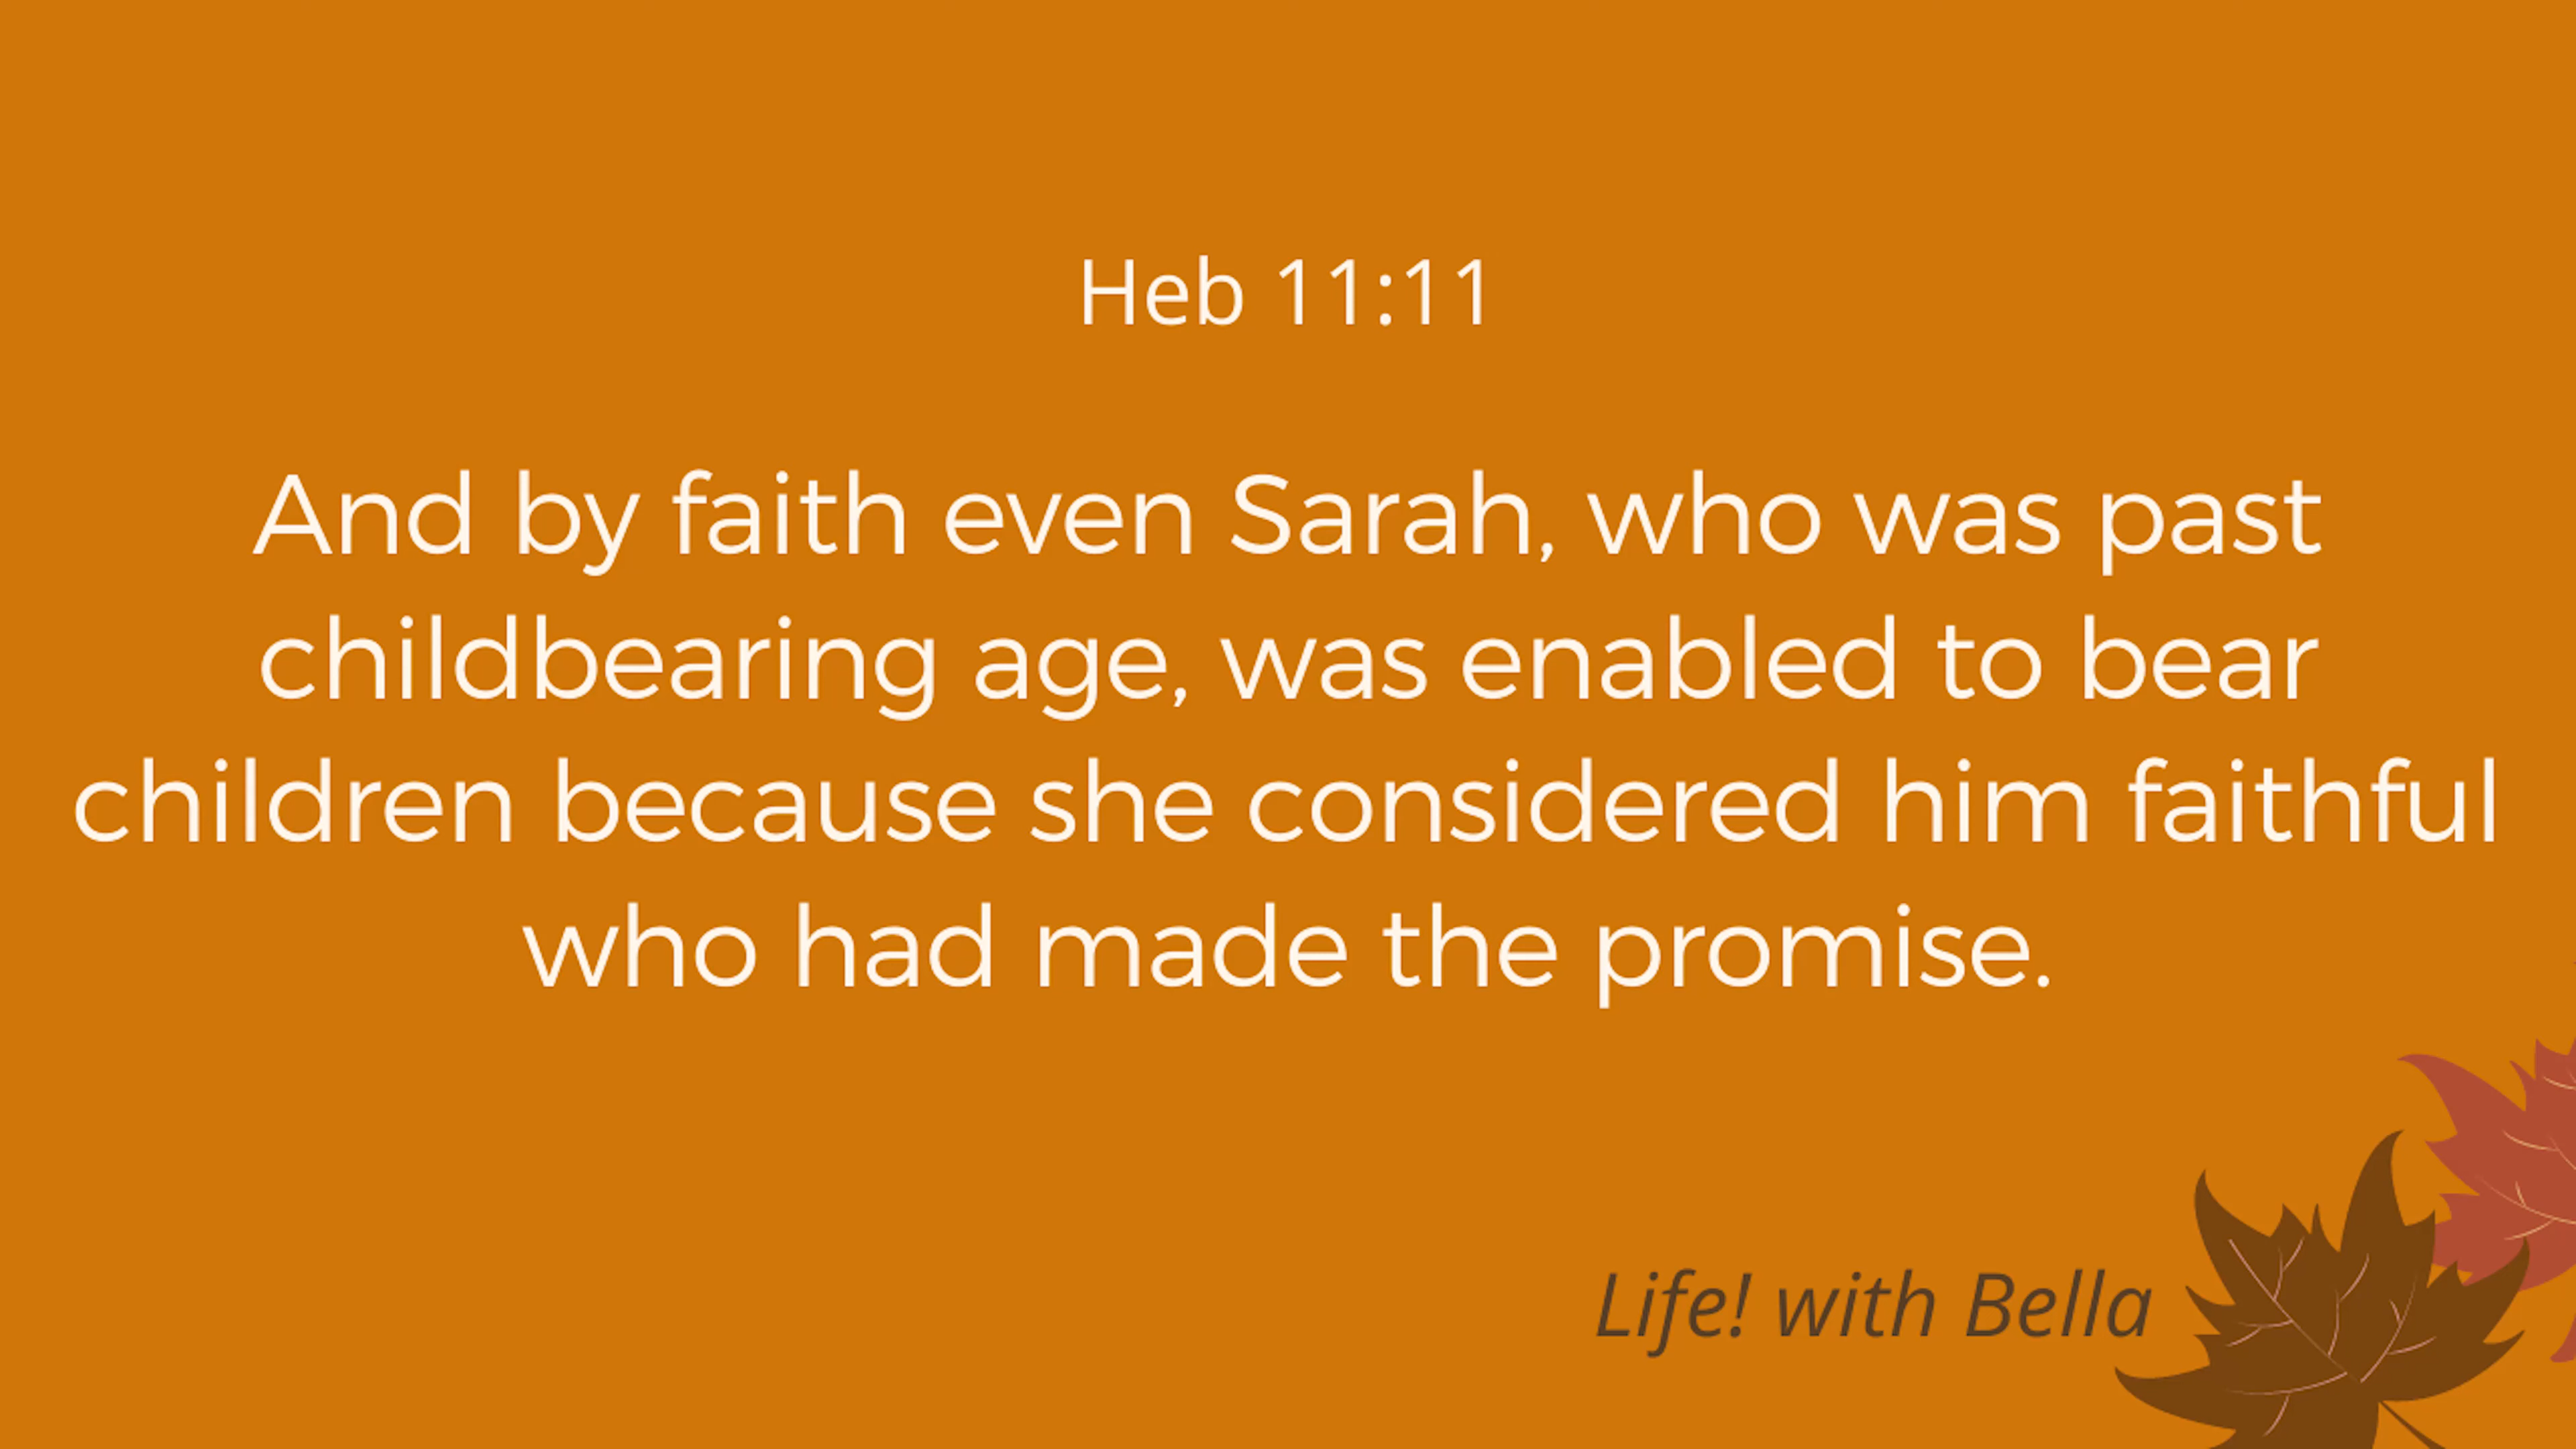 Heb 11:11
And by faith even Sarah, who was past
childbearing age, was enabled to bear
children because she considered him faithful
who had made the promise.
Life! with Bella